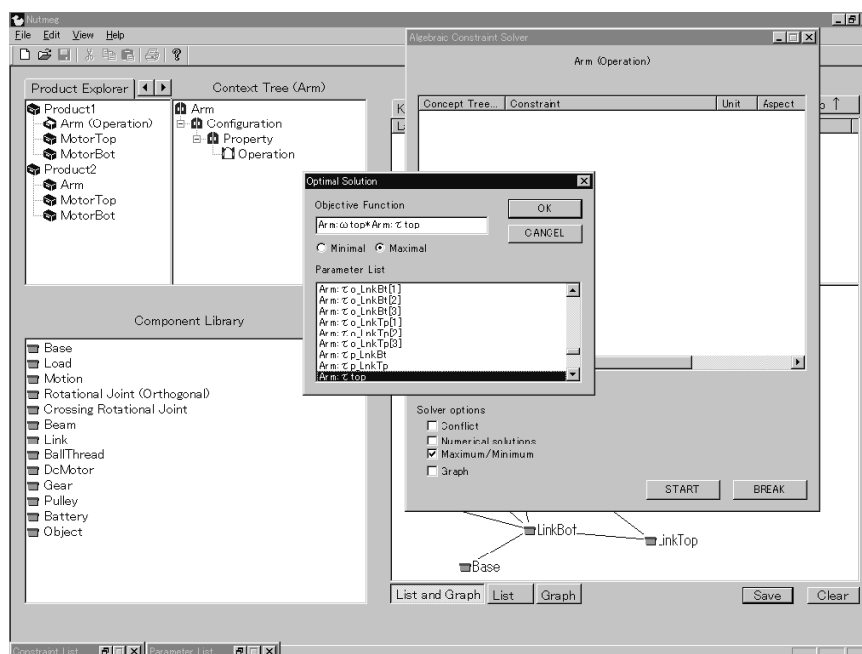 Nutmeg
File Edit View Help
Product Explorer
Context Tree (Arm)
Product1
Arm (Operation)
MotorTop
MotorBot
Product2
Arm
MotorTop
MotorBot
Arm
Configuration
Property
Operation
Component Library
Base
Load
Motion
Rotational Joint (Orthogonal)
Crossing Rotational Joint
Beam
Link
BallThread
DcMotor
Gear
Pulley
Battery
Object
Algebraic Constraint Solver
Arm (Operation)
Concept Tree... Constraint Unit Aspect
Optimal Solution
Objective Function
Arm:ωtop*Arm:τtop
Minimal Maximal
OK
CANCEL
Parameter List
Arm:τo_LnkBt[1]
Arm:τo_LnkBt[2]
Arm:τo_LnkBt[3]
Arm:τo_LnkTp[1]
Arm:τo_LnkTp[2]
Arm:τo_LnkTp[3]
Arm:τp_LnkBt
Arm:τp_LnkTp
Arm:τtop
Solver options
Conflict
Numerical solutions
Maximum/Minimum
Graph
START BREAK
LinkBot
LinkTop
Base
List and Graph List Graph
Save Clear
Constraint List Parameter List